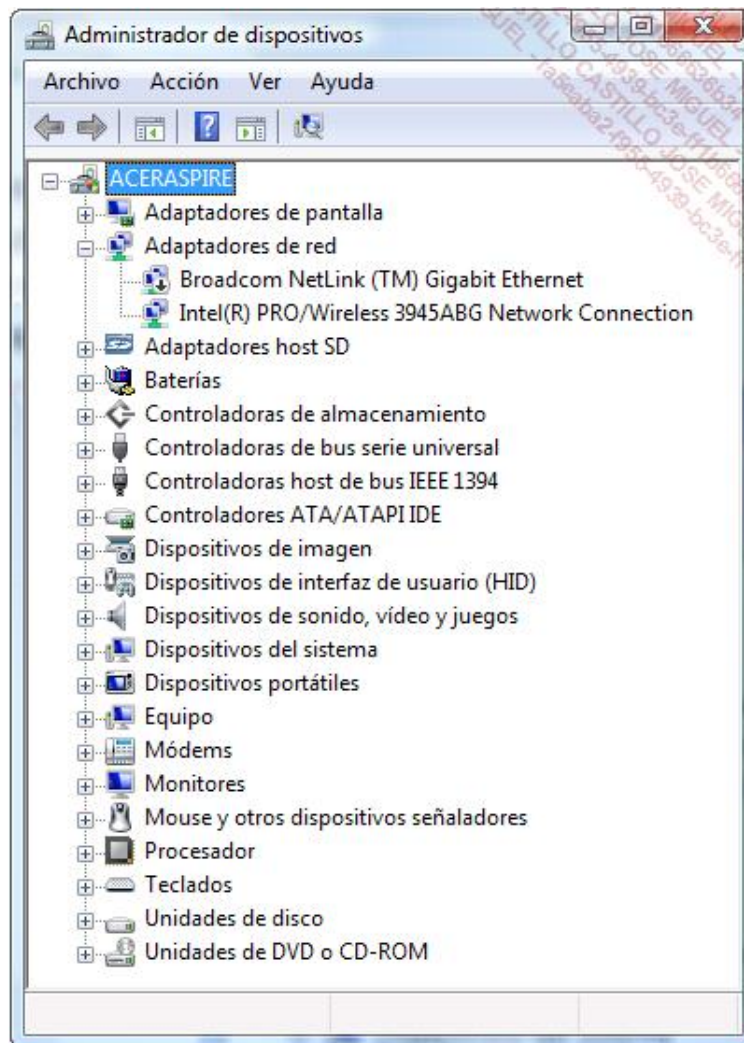 Administrador de dispositivos
Archivo Acción Ver Ayuda
ACERASPIRE
Adaptadores de pantalla
Adaptadores de red
Broadcom NetLink (TM) Gigabit Ethernet
Intel(R) PRO/Wireless 3945ABG Network Connection
Adaptadores host SD
Baterías
Controladoras de almacenamiento
Controladoras de bus serie universal
Controladoras host de bus IEEE 1394
Controladores ATA/ATAPI IDE
Dispositivos de imagen
Dispositivos de interfaz de usuario (HID)
Dispositivos de sonido, vídeo y juegos
Dispositivos del sistema
Dispositivos portátiles
Equipo
Módems
Monitores
Mouse y otros dispositivos señaladores
Procesador
Teclados
Unidades de disco
Unidades de DVD o CD-ROM